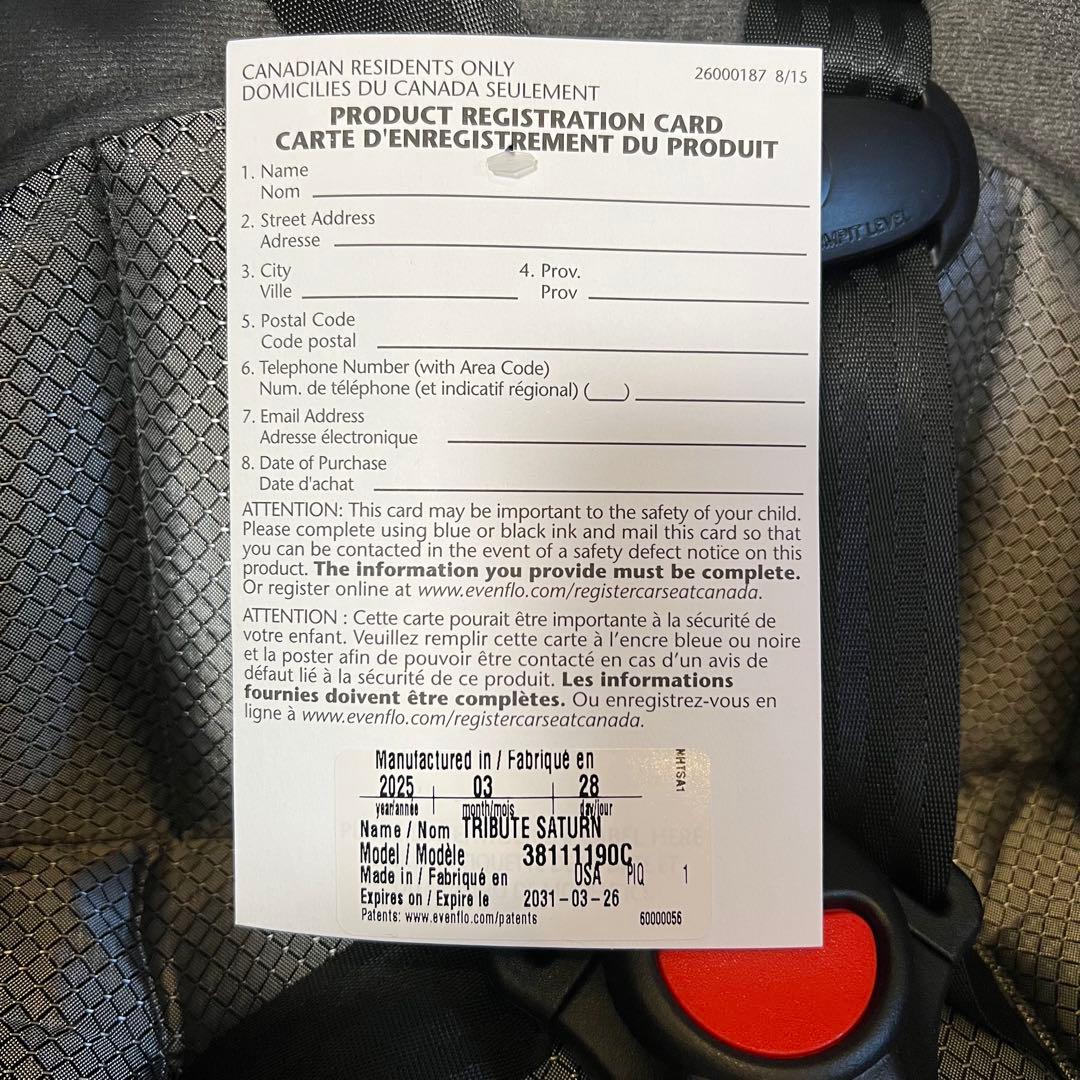 CANADIAN RESIDENTS ONLY
26000187 8/15
DOMICILIES DU CANADA SEULEMENT
PRODUCT REGISTRATION CARD
CARTE D'ENREGISTREMENT DU PRODUIT
1. Name
Nom
2. Street Address
Adresse
3. City
Ville
4. Prov.
Prov
5. Postal Code
Code postal
6. Telephone Number (with Area Code)
Num. de téléphone (et indicatif régional) (__)
7. Email Address
Adresse électronique
8. Date of Purchase
Date d'achat
ATTENTION: This card may be important to the safety of your child.
Please complete using blue or black ink and mail this card so that
you can be contacted in the event of a safety defect notice on this
product. The information you provide must be complete.
Or register online at www.evenflo.com/registercarseatcanada.
ATTENTION : Cette carte pourait être importante à la sécurité de
votre enfant. Veuillez remplir cette carte à l'encre bleue ou noire
et la poster afin de pouvoir être contacté en cas d'un avis de
défaut lié à la sécurité de ce produit. Les informations
fournies doivent être complètes. Ou enregistrez-vous en
ligne à www.evenflo.com/registercarseatcanada.
Manufactured in / Fabriqué en
NHTSA1
2025 03 28
year/année month/mois day/jour
Name / Nom TRIBUTE SATURN
Model / Modèle 38111190C
Made in / Fabriqué en USA PIQ 1
Expires on / Expire le 2031-03-26
Patents: www.evenflo.com/patents 60000056
LEVEL